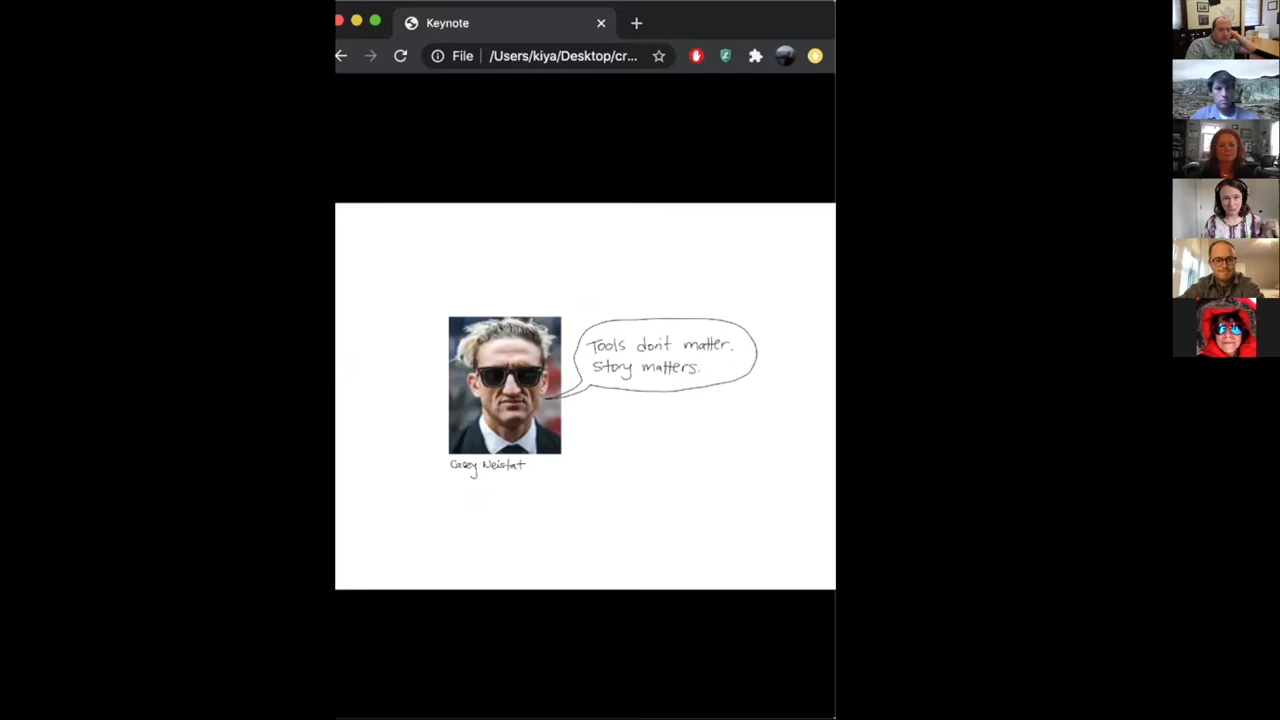 Keynote
File
/Users/kiya/Desktop/cr...
Tools don't matter.
Story matters.
Casey Neistat